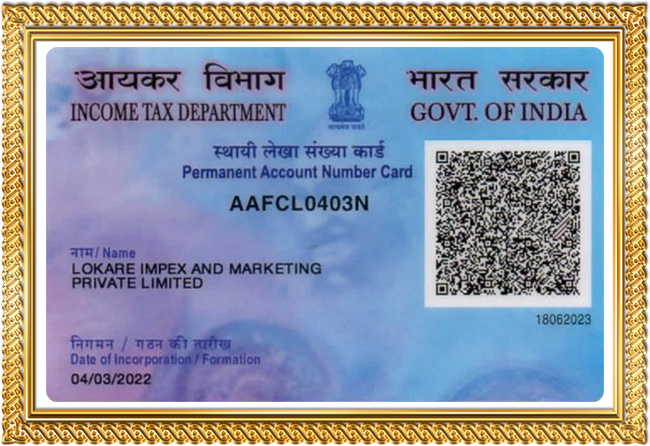 आयकर विभाग
INCOME TAX DEPARTMENT
भारत सरकार
GOVT. OF INDIA
स्थायी लेखा संख्या कार्ड
Permanent Account Number Card
AAFCL0403N
नाम/ Name
LOKARE IMPEX AND MARKETING
PRIVATE LIMITED
18062023
निगमन / गठन की तारीख
Date of Incorporation / Formation
04/03/2022